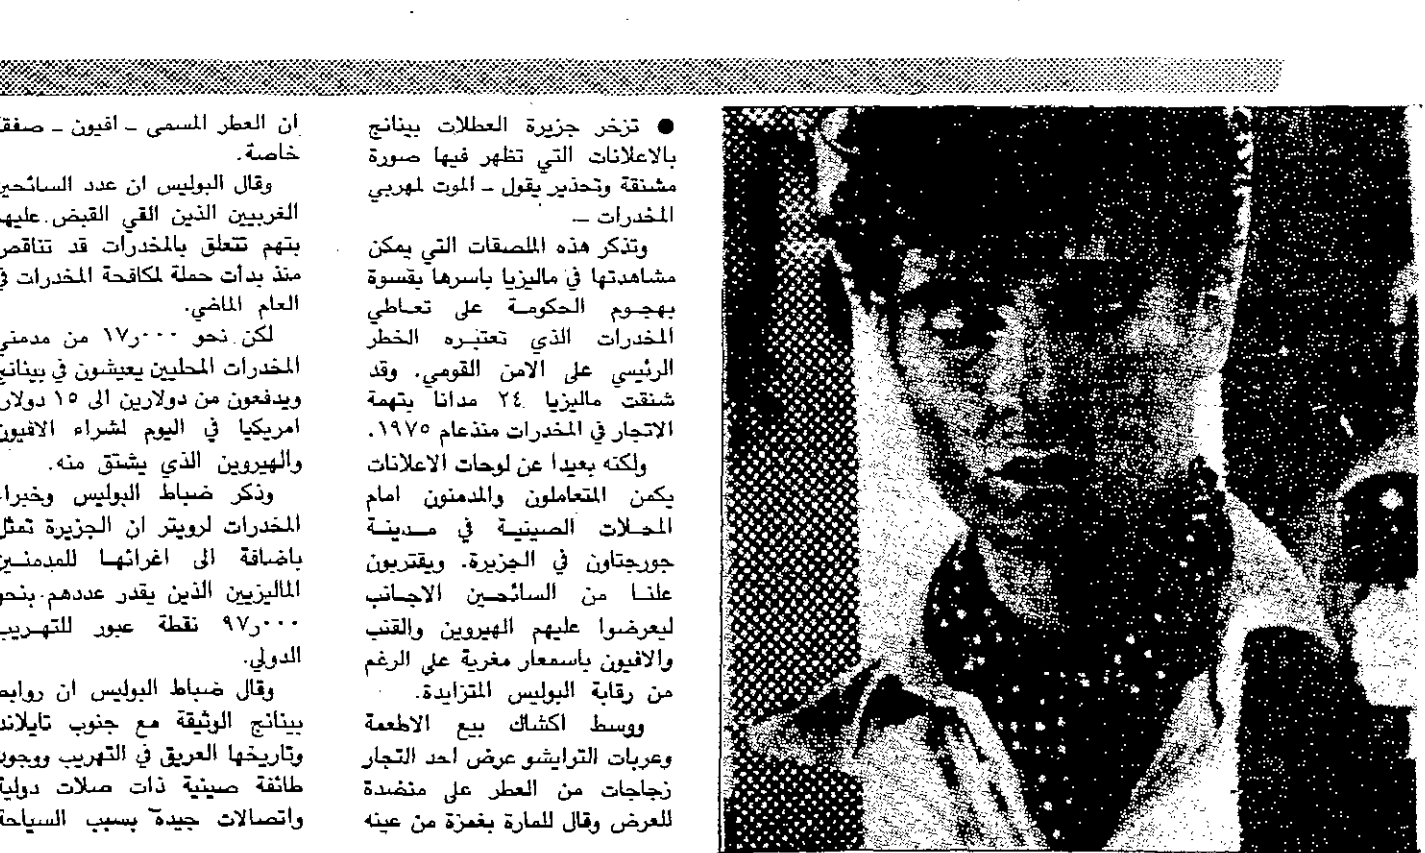 ● تزخر جزيرة العطلات بينانج
بالاعلانات التي تظهر فيها صورة
مشنقة وتحذير يقول ـ الموت لمهربي
المخدرات ـ
وتذكر هذه الملصقات التي يمكن
مشاهدتها في ماليزيا باسرها بقسوة
بهجوم الحكومة على تعاطي
المخدرات الذي تعتبره الخطر
الرئيسي على الامن القومي. وقد
شنقت ماليزيا ٢٤ مدانا بتهمة
الاتجار في المخدرات منذ عام ١٩٧٥.
ولكنه بعيدا عن لوحات الاعلانات
يكمن المتعاملون والمدمنون امام
المحلات الصينية في مدينة
جورجتاون في الجزيرة. ويقتربون
علنا من السائحين الاجانب
ليعرضوا عليهم الهيروين والقنب
والافيون باسعمار مغرية على الرغم
من رقابة البوليس المتزايدة.
ووسط اكشاك بيع الاطعمة
وعربات الترايشو عرض احد التجار
زجاجات من العطر على منضدة
للعرض وقال للمارة بغمزة من عينه
ان العطر المسمى ـ افيون ـ صفقة
خاصة.
وقال البوليس ان عدد السائحين
الغربيين الذين القي القبض عليهم
بتهم تتعلق بالمخدرات قد تناقص
منذ بدأت حملة لمكافحة المخدرات في
العام الماضي.
لكن نحو ١٧٫٠٠٠ من مدمني
المخدرات المحليين يعيشون في بينانج
ويدفعون من دولارين الى ١٥ دولار
امريكيا في اليوم لشراء الافيون
والهيروين الذي يشتق منه.
وذكر ضباط البوليس وخبراء
المخدرات لرويتر ان الجزيرة تمثل
باضافة الى اغرائها للمدمنين
الماليزيين الذين يقدر عددهم بنحو
٩٧٫٠٠٠ نقطة عبور للتهريب
الدولي.
وقال ضباط البوليس ان روابط
بينانج الوثيقة مع جنوب تايلاند
وتاريخها العريق في التهريب ووجود
طائفة صينية ذات صلات دولية
واتصالات جيدة بسبب السياحة